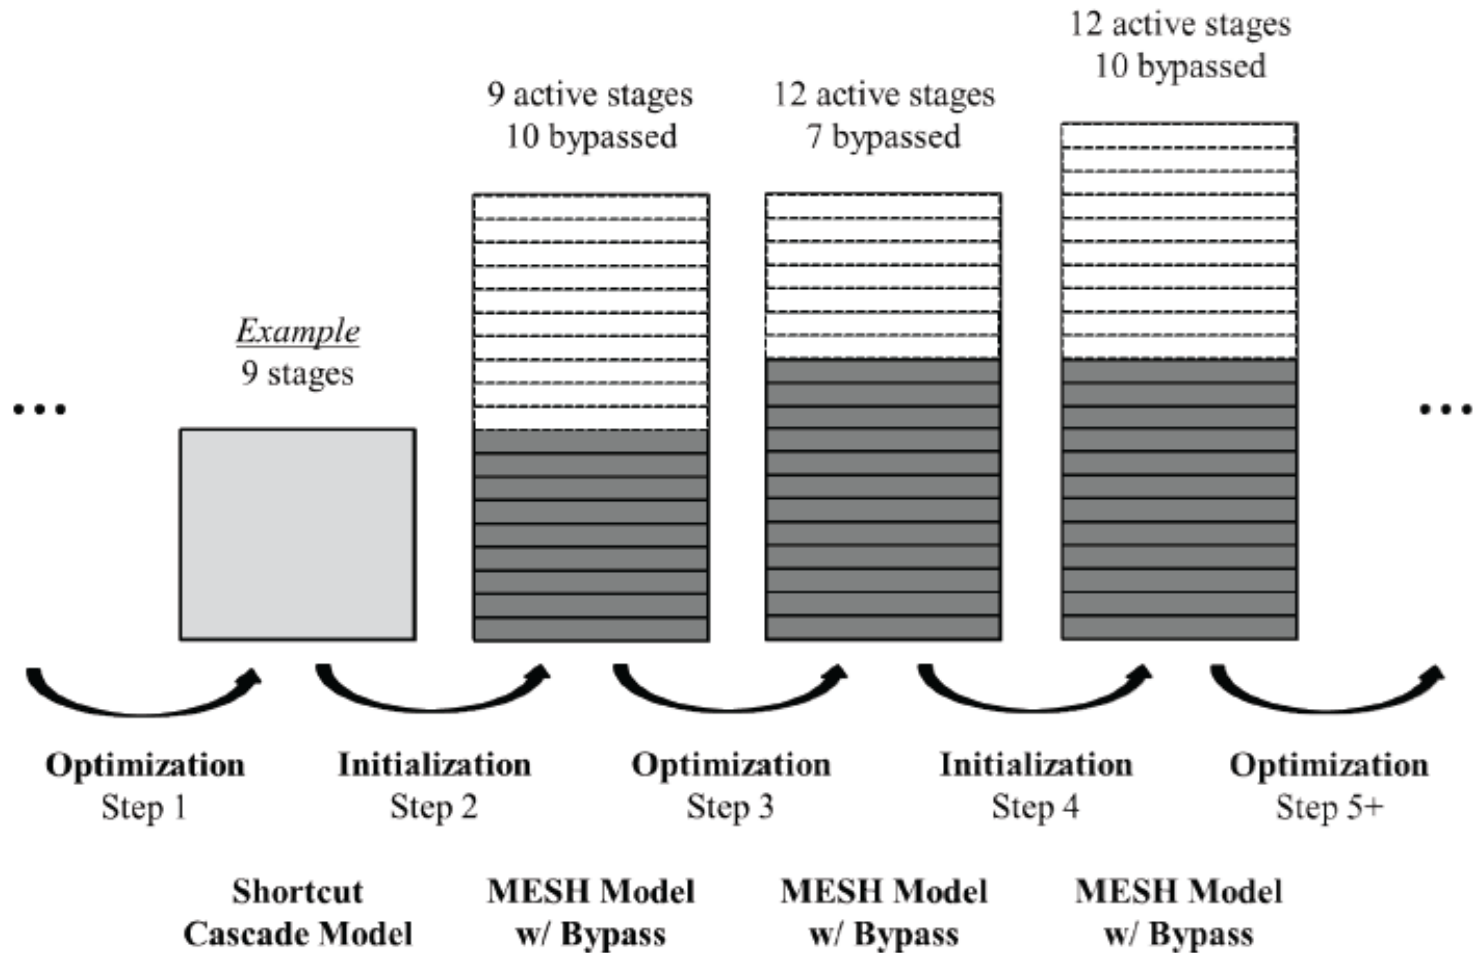 12 active stages
10 bypassed
9 active stages
10 bypassed
12 active stages
7 bypassed
Example
9 stages
...
...
Optimization
Step 1
Initialization
Step 2
Optimization
Step 3
Initialization
Step 4
Optimization
Step 5+
Shortcut
Cascade Model
MESH Model
w/ Bypass
MESH Model
w/ Bypass
MESH Model
w/ Bypass